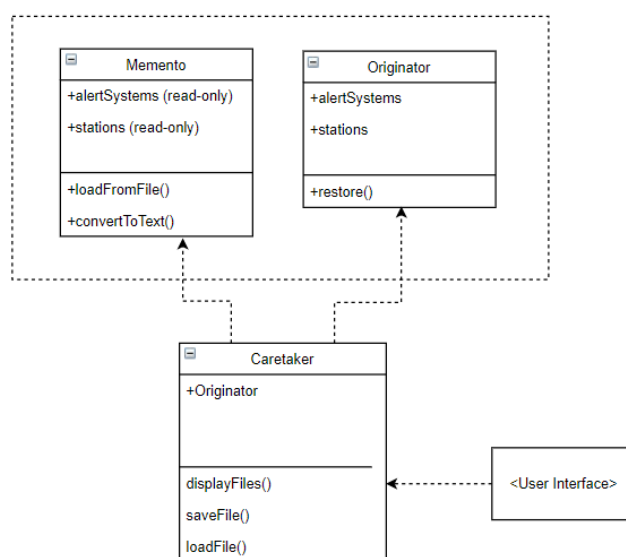 Memento
+alertSystems (read-only)
+stations (read-only)
+loadFromFile()
+convertToText()
Originator
+alertSystems
+stations
+restore()
Caretaker
+Originator
displayFiles()
saveFile()
loadFile()
<User Interface>